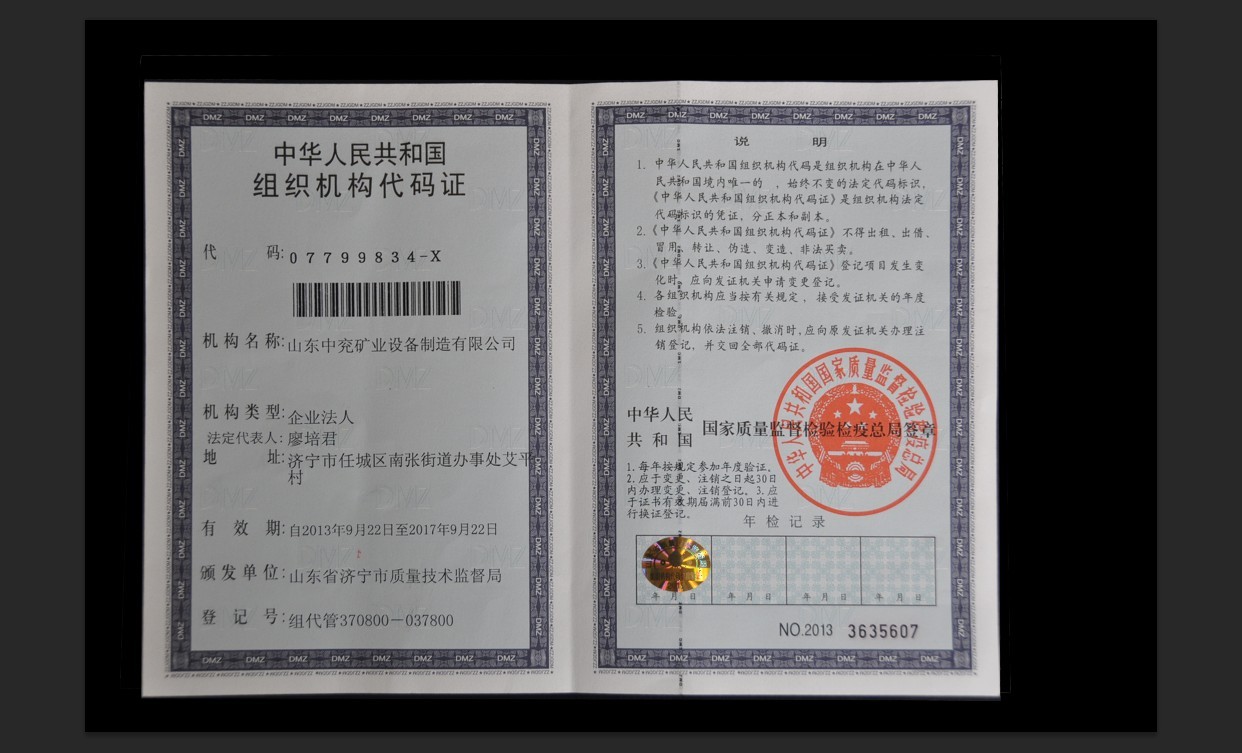 中华人民共和国
组织机构代码证
代 码: 07799834-X
机构名称: 山东中兖矿业设备制造有限公司
机构类型: 企业法人
法定代表人: 廖培君
地 址: 济宁市任城区南张街道办事处艾平
村
有 效 期: 自2013年9月22日至2017年9月22日
颁发单位: 山东省济宁市质量技术监督局
登 记 号: 组代管370800－037800
说 明
1. 中华人民共和国组织机构代码是组织机构在中华人
民共和国境内唯一的 ，始终不变的法定代码标识，
《中华人民共和国组织机构代码证》是组织机构法定
代码标识的凭证，分正本和副本。
2.《中华人民共和国组织机构代码证》不得出租、出借、
冒用、转让、伪造、变造、非法买卖。
3.《中华人民共和国组织机构代码证》登记项目发生变
化时，应向发证机关申请变更登记。
4. 各组织机构应当按有关规定，接受发证机关的年度
检验。
5. 组织机构依法注销、撤消时，应向原发证机关办理注
销登记，并交回全部代码证。
中华人民
共和国 国家质量监督检验检疫总局签章
中华人民共和国国家质量监督检验检疫总局
1.每年按规定参加年度验证。
2.应于变更、注销之日起30日
内办理变更、注销登记。3.应
于证书有效期届满前30日内进
行换证登记。
年检记录
年 月 日 年 月 日 年 月 日 年 月 日
NO.2013 3635607